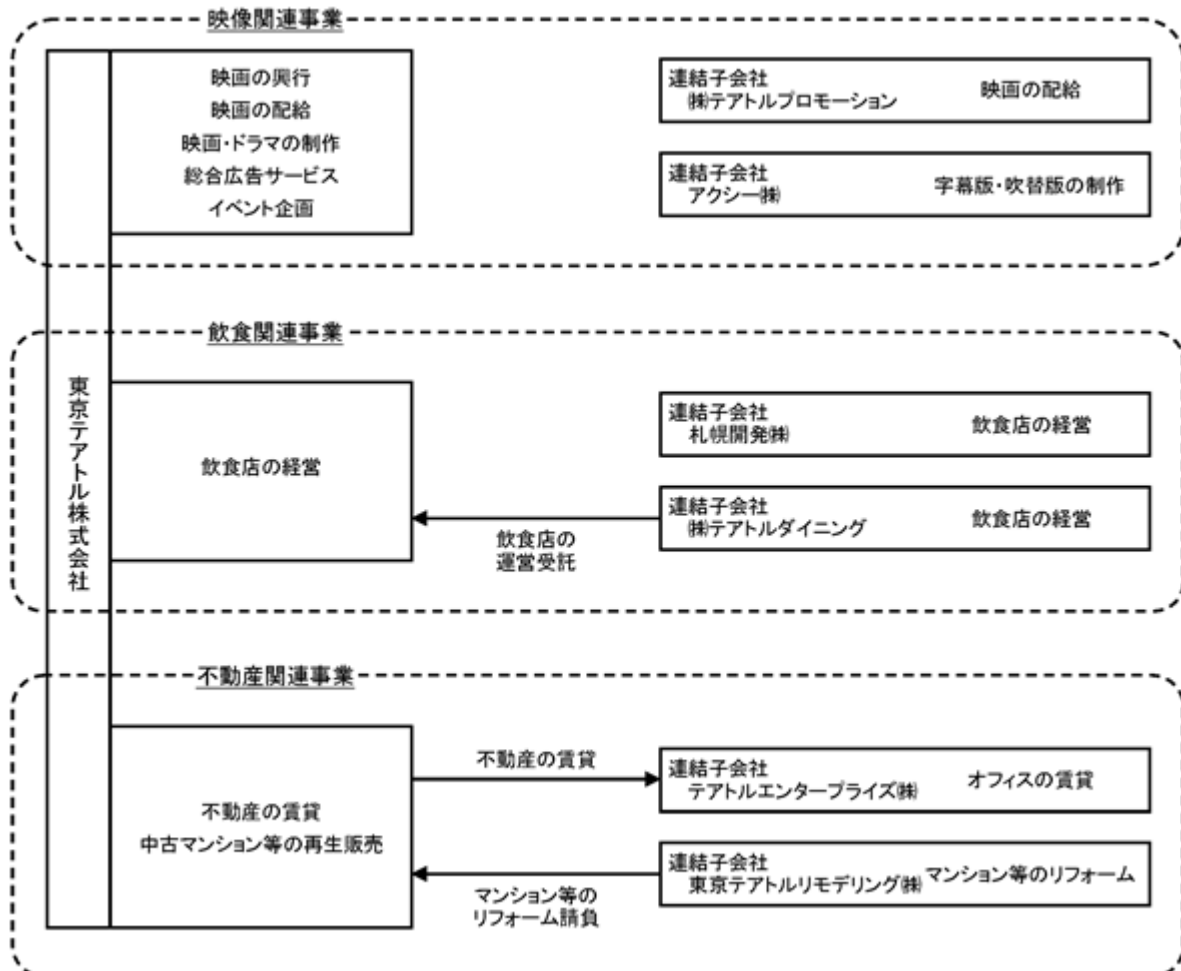 映像関連事業
映画の興行
映画の配給
映画・ドラマの制作
総合広告サービス
イベント企画
連結子会社
㈱テアトルプロモーション
映画の配給
連結子会社
アクシー㈱
字幕版・吹替版の制作
東京テアトル株式会社
飲食関連事業
飲食店の経営
連結子会社
札幌開発㈱
飲食店の経営
飲食店の
運営受託
連結子会社
㈱テアトルダイニング
飲食店の経営
不動産関連事業
不動産の賃貸
中古マンション等の再生販売
不動産の賃貸
連結子会社
テアトルエンタープライズ㈱
オフィスの賃貸
マンション等の
リフォーム請負
連結子会社
東京テアトルリモデリング㈱
マンション等のリフォーム